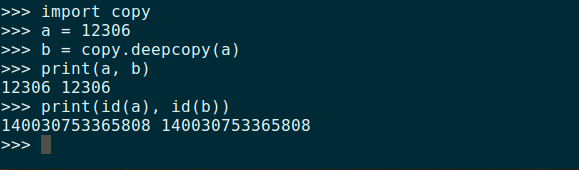 >>> import copy
>>> a = 12306
>>> b = copy.deepcopy(a)
>>> print(a, b)
12306 12306
>>> print(id(a), id(b))
140030753365808 140030753365808
>>>